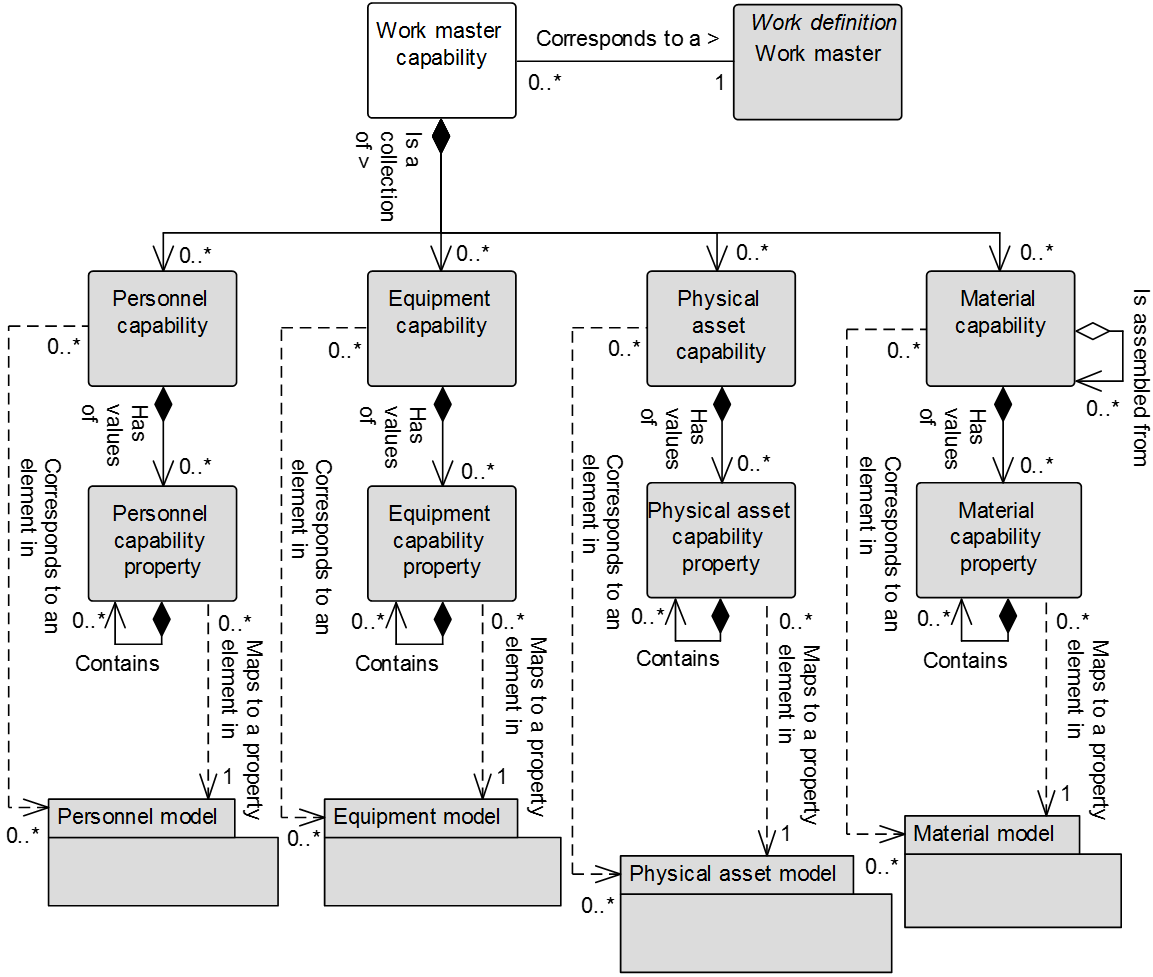 Work master
capability
Corresponds to a >
0..*
1
Work definition
Work master
Is a
collection
of >
0..*
0..*
0..*
0..*
Personnel
capability
Equipment
capability
Physical
asset
capability
Material
capability
Is assembled from
0..*
0..*
0..*
0..*
0..*
Has
values
of
Has
values
of
Has
values
of
Has
values
of
0..*
0..*
0..*
0..*
Corresponds to an
element in
Corresponds to an
element in
Corresponds to an
element in
Corresponds to an
element in
Personnel
capability
property
Equipment
capability
property
Physical asset
capability
property
Material
capability
property
0..*
0..*
0..*
0..*
0..*
0..*
0..*
0..*
Contains
Contains
Contains
Contains
Maps to a property
element in
Maps to a property
element in
Maps to a property
element in
Maps to a property
element in
1
1
1
1
Personnel model
0..*
Equipment model
0..*
Physical asset model
0..*
Material model
0..*